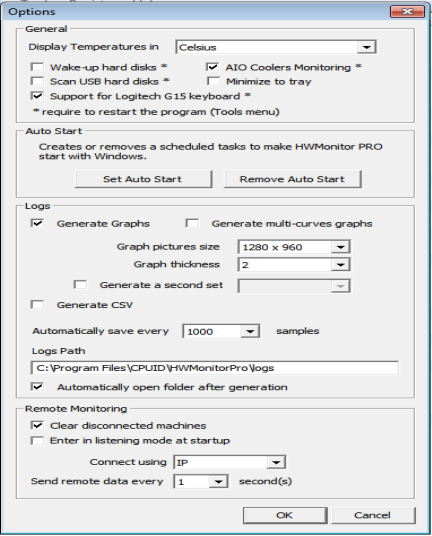 Options
General
Display Temperatures in Celsius
Wake-up hard disks * AIO Coolers Monitoring *
Scan USB hard disks * Minimize to tray
Support for Logitech G15 keyboard *
* require to restart the program (Tools menu)
Auto Start
Creates or removes a scheduled tasks to make HWMonitor PRO
start with Windows.
Set Auto Start Remove Auto Start
Logs
Generate Graphs Generate multi-curves graphs
Graph pictures size 1280 x 960
Graph thickness 2
Generate a second set
Generate CSV
Automatically save every 1000 samples
Logs Path
C:\Program Files\CPUID\HWMonitorPro\logs
Automatically open folder after generation
Remote Monitoring
Clear disconnected machines
Enter in listening mode at startup
Connect using IP
Send remote data every 1 second(s)
OK Cancel